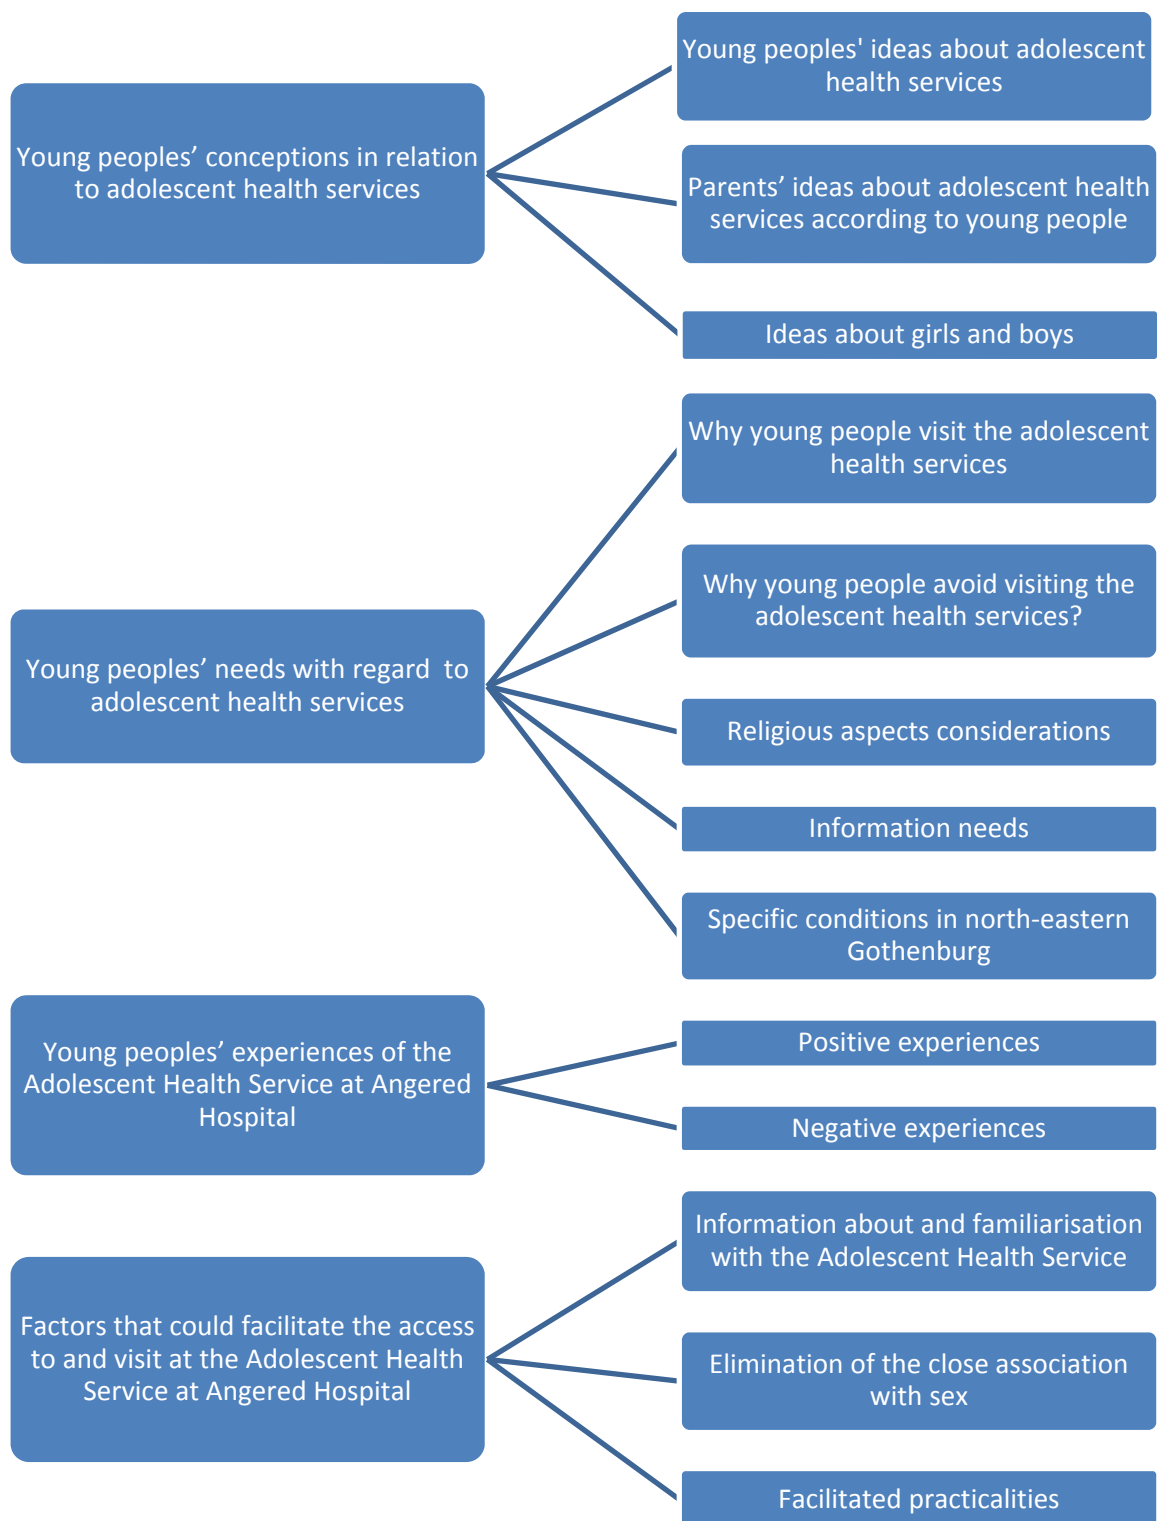 Young peoples’ conceptions in relation
to adolescent health services
Young peoples' ideas about adolescent
health services
Parents’ ideas about adolescent health
services according to young people
Ideas about girls and boys
Young peoples’ needs with regard  to
adolescent health services
Why young people visit the adolescent
health services
Why young people avoid visiting the
adolescent health services?
Religious aspects considerations
Information needs
Specific conditions in north-eastern
Gothenburg
Young peoples’ experiences of the
Adolescent Health Service at Angered
Hospital
Positive experiences
Negative experiences
Factors that could facilitate the access
to and visit at the Adolescent Health
Service at Angered Hospital
Information about and familiarisation
with the Adolescent Health Service
Elimination of the close association
with sex
Facilitated practicalities